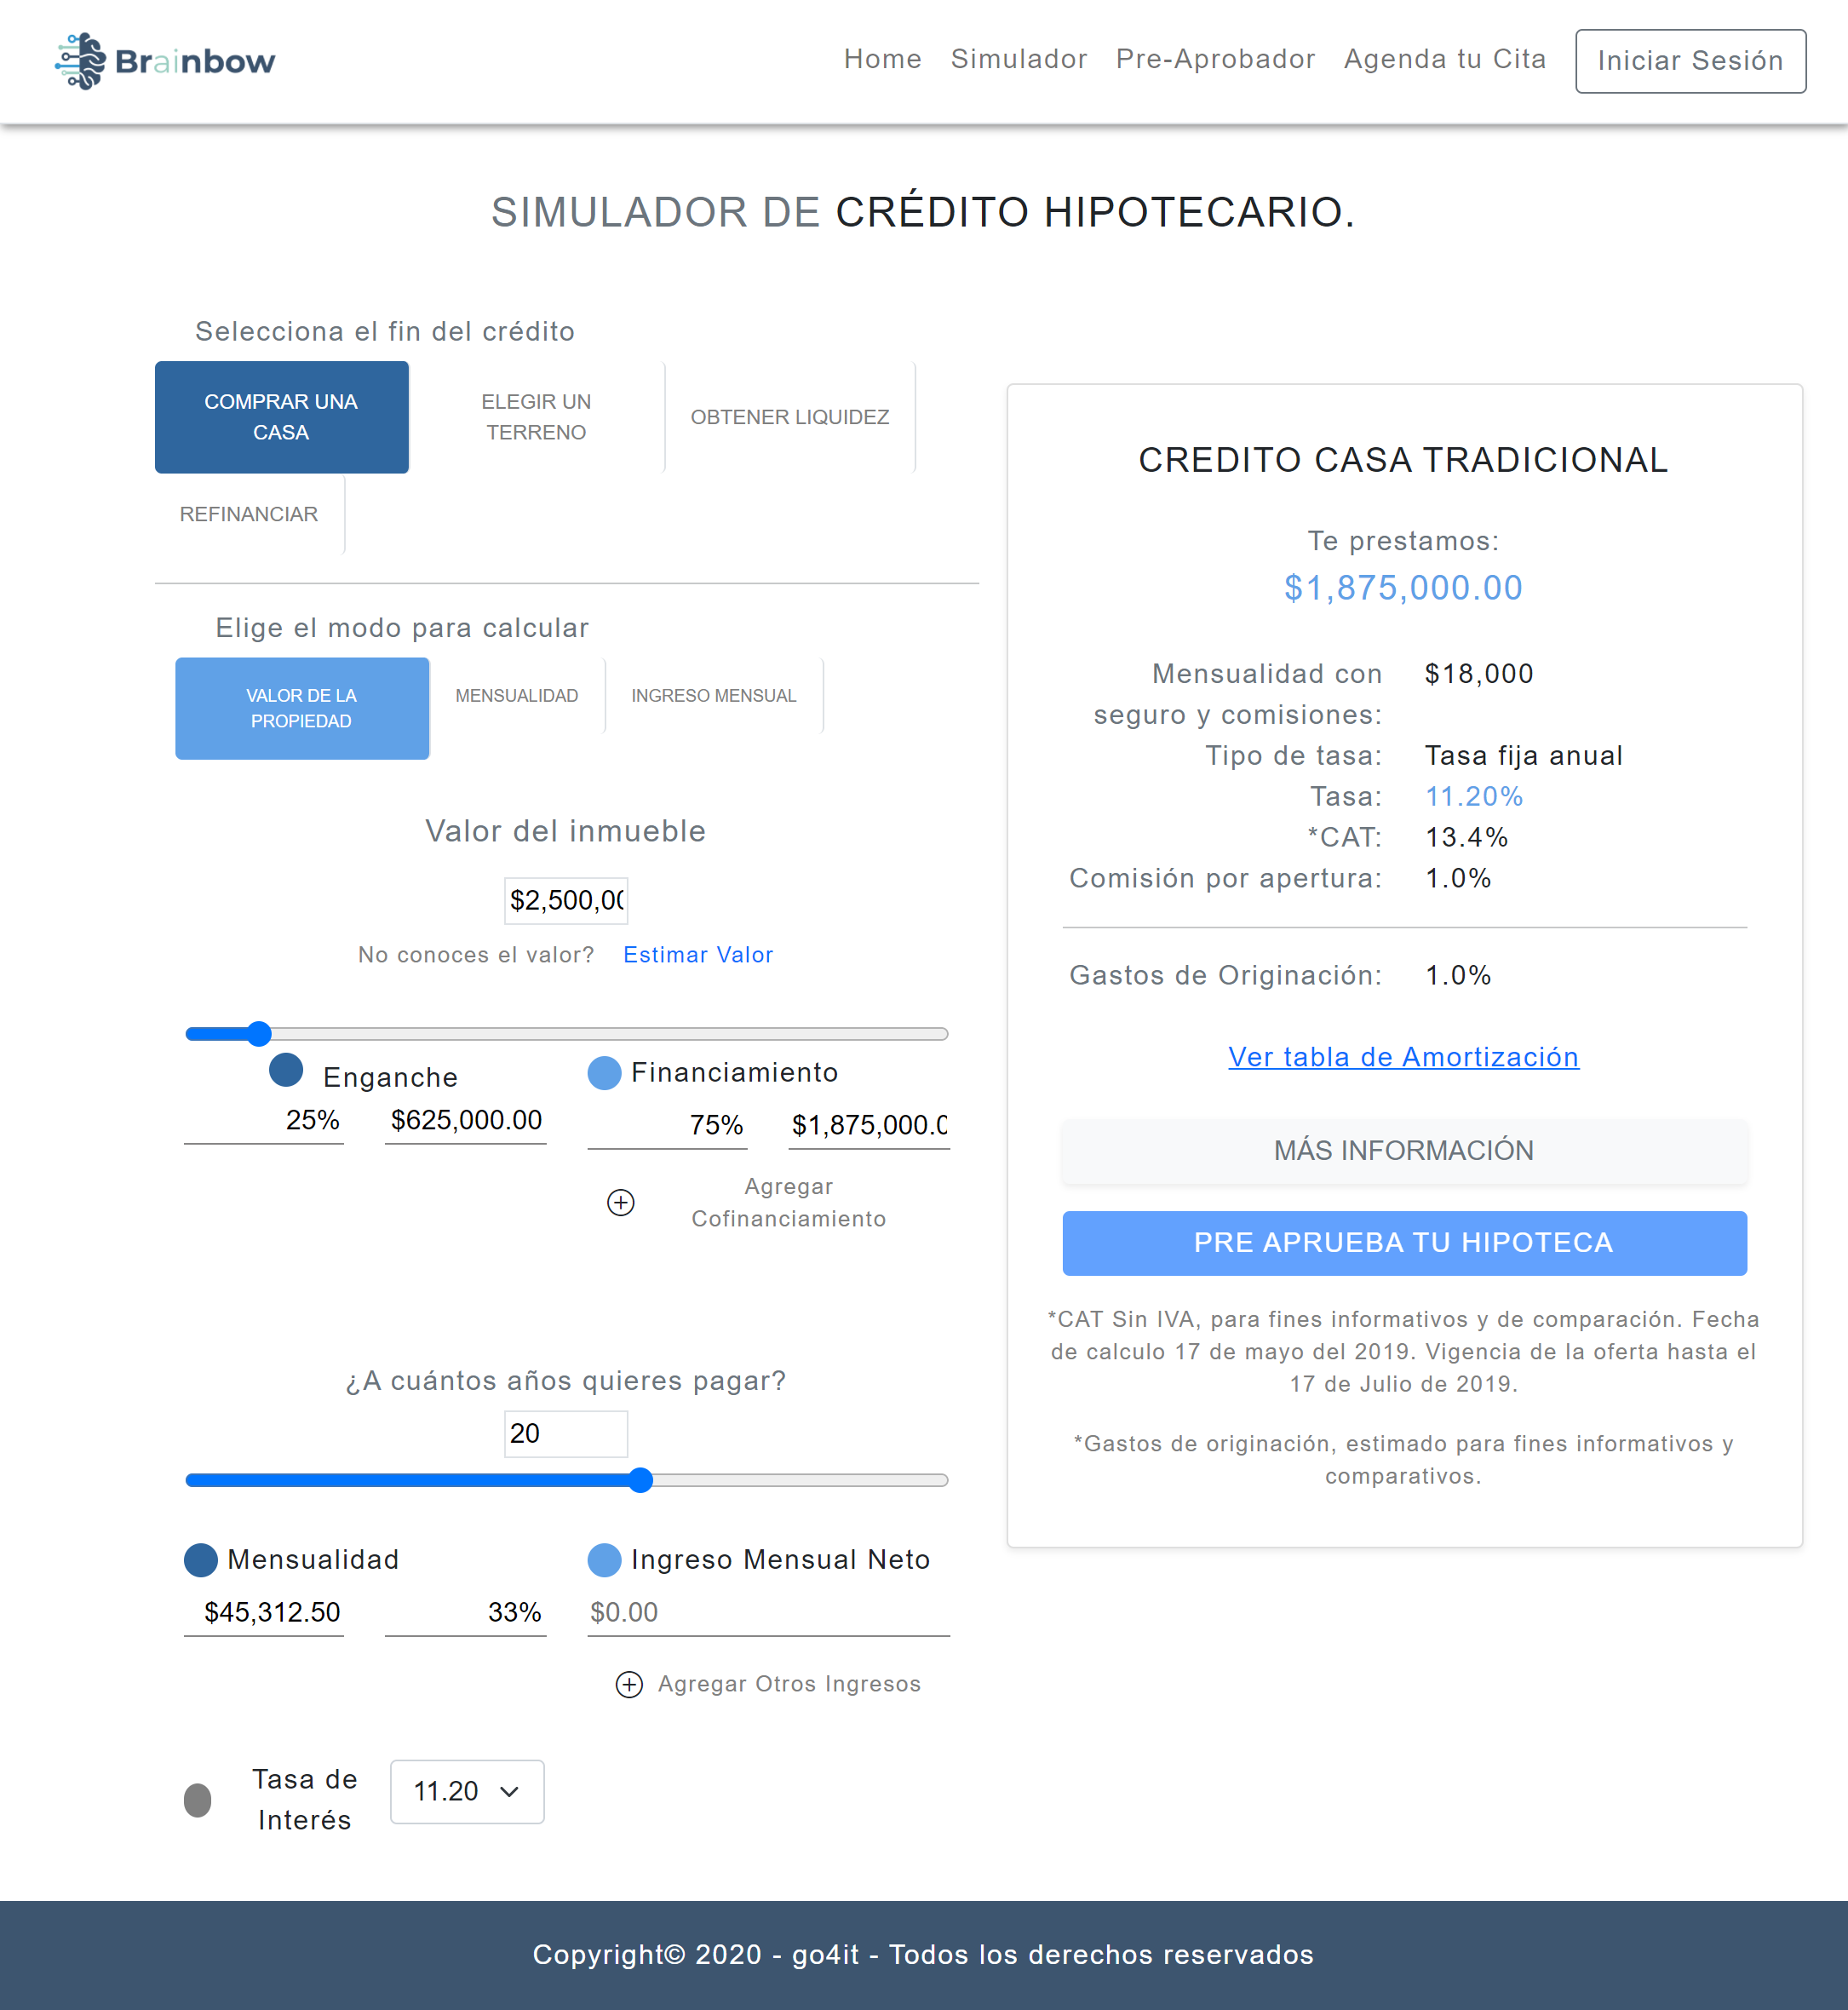 Brainbow
Home Simulador Pre-Aprobador Agenda tu Cita Iniciar Sesión
SIMULADOR DE CRÉDITO HIPOTECARIO.
Selecciona el fin del crédito
COMPRAR UNA
CASA
ELEGIR UN
TERRENO
OBTENER LIQUIDEZ
REFINANCIAR
Elige el modo para calcular
VALOR DE LA
PROPIEDAD
MENSUALIDAD
INGRESO MENSUAL
Valor del inmueble
$2,500,00
No conoces el valor? Estimar Valor
Enganche
25% $625,000.00
Financiamiento
75% $1,875,000.0
Agregar
Cofinanciamiento
¿A cuántos años quieres pagar?
20
Mensualidad
$45,312.50 33%
Ingreso Mensual Neto
$0.00
Agregar Otros Ingresos
Tasa de
Interés
11.20
CREDITO CASA TRADICIONAL
Te prestamos:
$1,875,000.00
Mensualidad con $18,000
seguro y comisiones:
Tipo de tasa: Tasa fija anual
Tasa: 11.20%
*CAT: 13.4%
Comisión por apertura: 1.0%
Gastos de Originación: 1.0%
Ver tabla de Amortización
MÁS INFORMACIÓN
PRE APRUEBA TU HIPOTECA
*CAT Sin IVA, para fines informativos y de comparación. Fecha
de calculo 17 de mayo del 2019. Vigencia de la oferta hasta el
17 de Julio de 2019.
*Gastos de originación, estimado para fines informativos y
comparativos.
Copyright© 2020 - go4it - Todos los derechos reservados